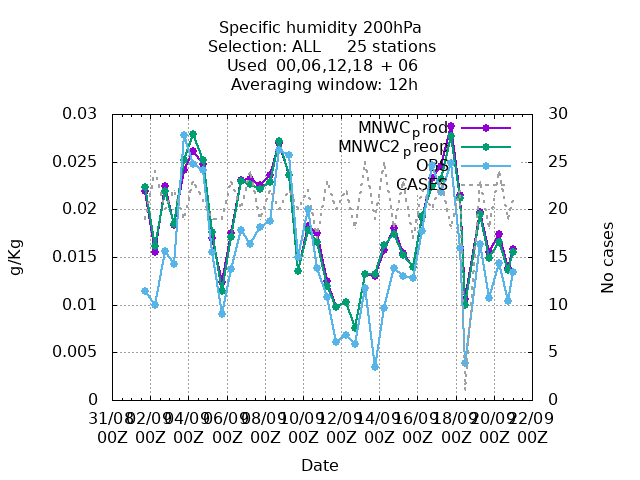 Specific humidity 200hPa
Selection: ALL 25 stations
Used 00,06,12,18 + 06
Averaging window: 12h
0.03
0.025
0.02
0.015
0.01
0.005
0
g/Kg
30
25
20
15
10
5
0
No cases
MNWCprod
MNWC2preop
OBS
CASES
31/08 02/09 04/09 06/09 08/09 10/09 12/09 14/09 16/09 18/09 20/09 22/09
00Z 00Z 00Z 00Z 00Z 00Z 00Z 00Z 00Z 00Z 00Z 00Z
Date